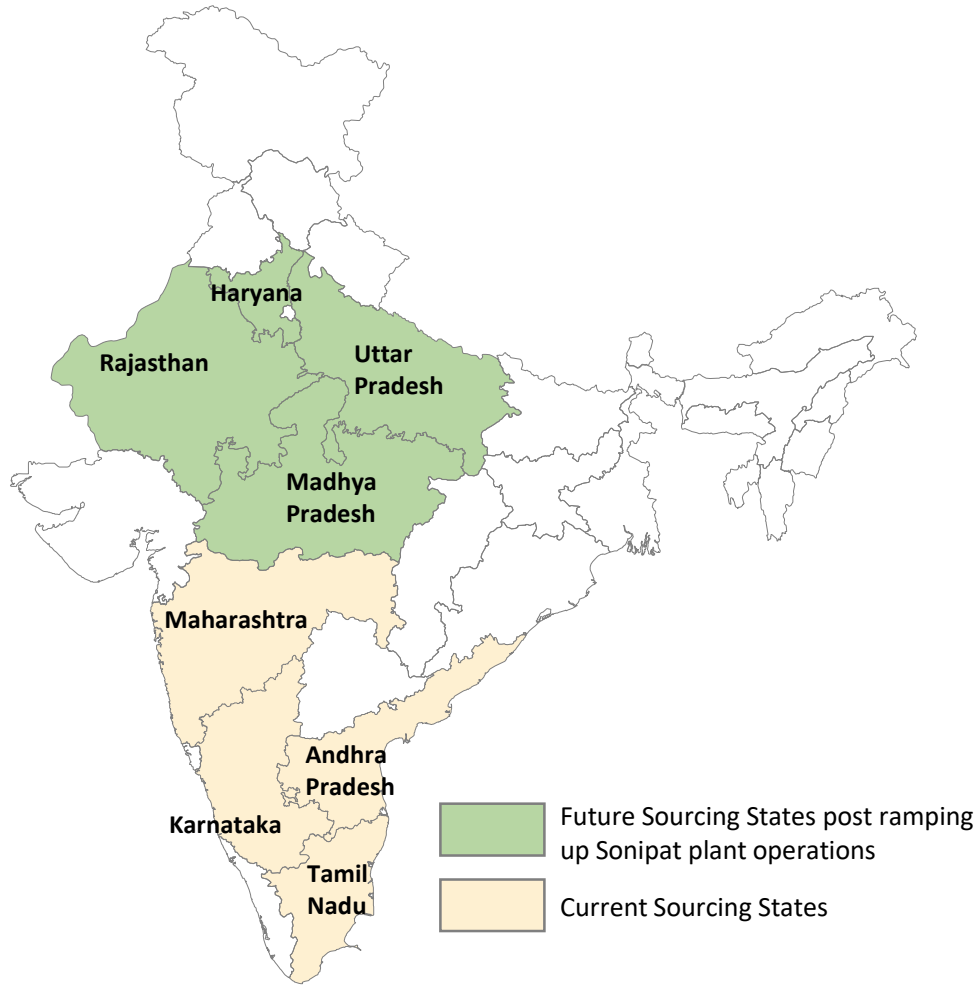 Haryana
Rajasthan
Uttar
Pradesh
Madhya
Pradesh
Maharashtra
Andhra
Pradesh
Karnataka
Tamil
Nadu
Future Sourcing States post ramping
up Sonipat plant operations
Current Sourcing States